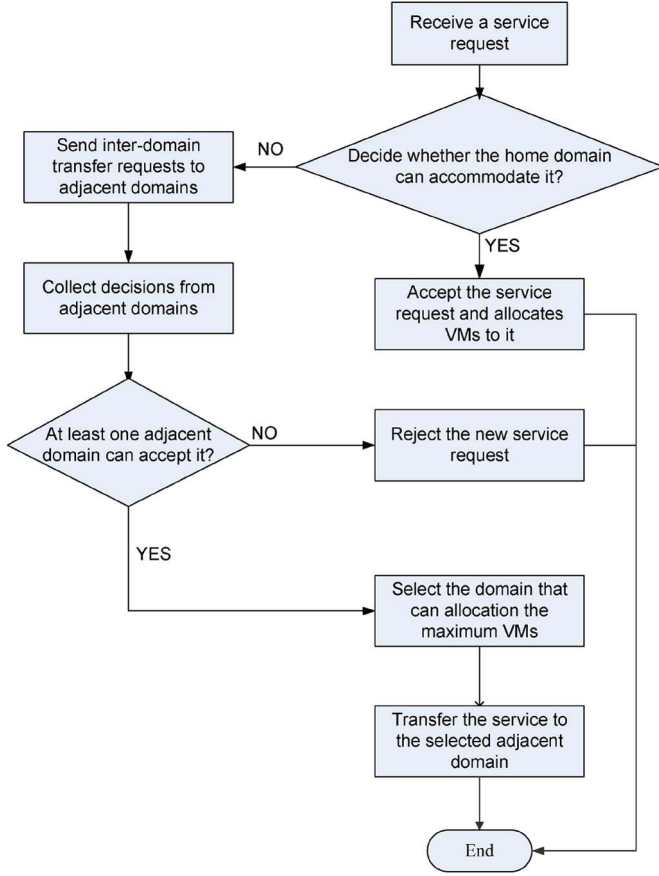 Receive a service
request
Decide whether the home domain
can accommodate it?
NO
Send inter-domain
transfer requests to
adjacent domains
YES
Collect decisions from
adjacent domains
Accept the service
request and allocates
VMs to it
At least one adjacent
domain can accept it?
NO
Reject the new service
request
YES
Select the domain that
can allocation the
maximum VMs
Transfer the service to
the selected adjacent
domain
End